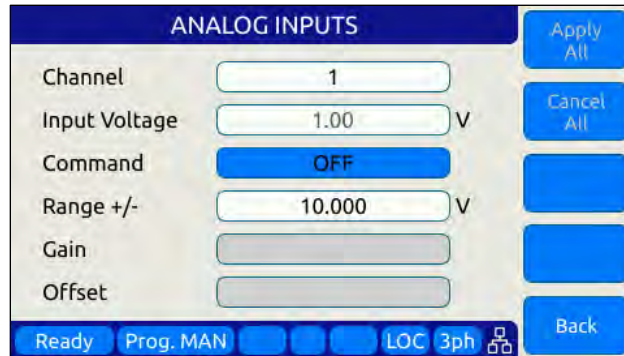 ANALOG INPUTS
Apply
All
Channel 1
Input Voltage 1.00 V
Cancel
All
Command OFF
Range +/- 10.000 V
Gain
Offset
Back
Ready Prog. MAN LOC 3ph